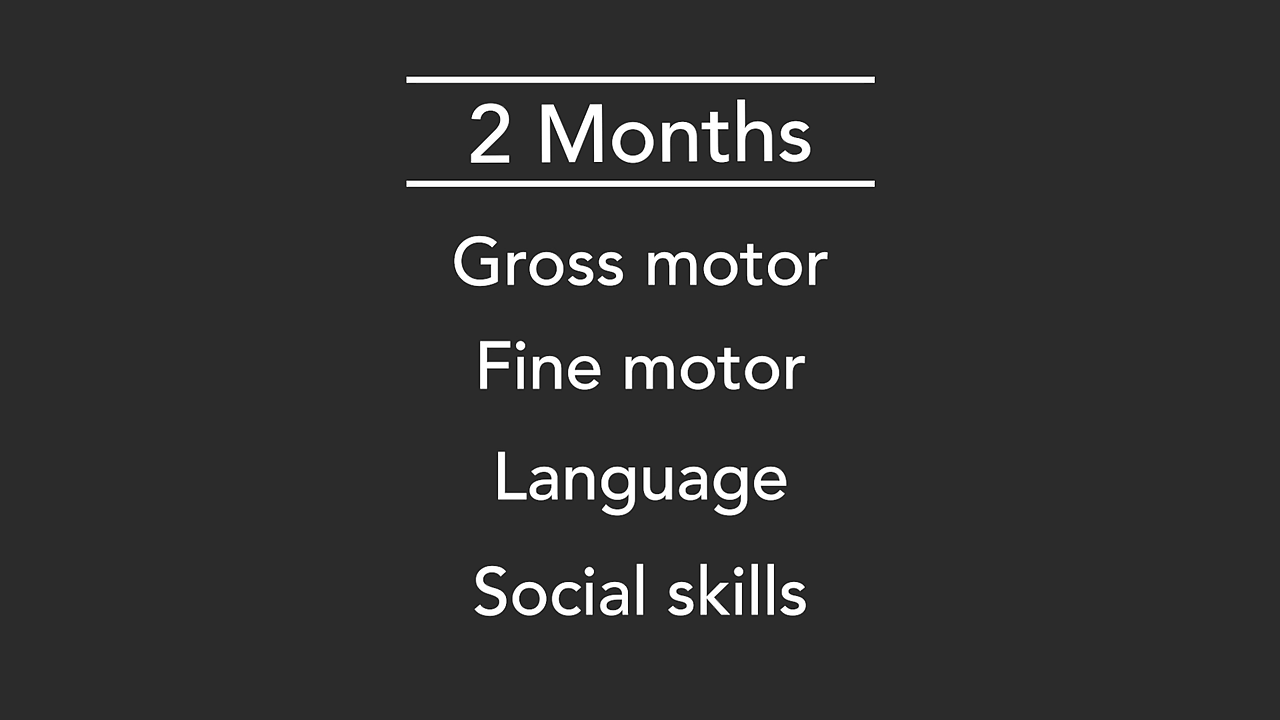 2 Months
Gross motor
Fine motor
Language
Social skills